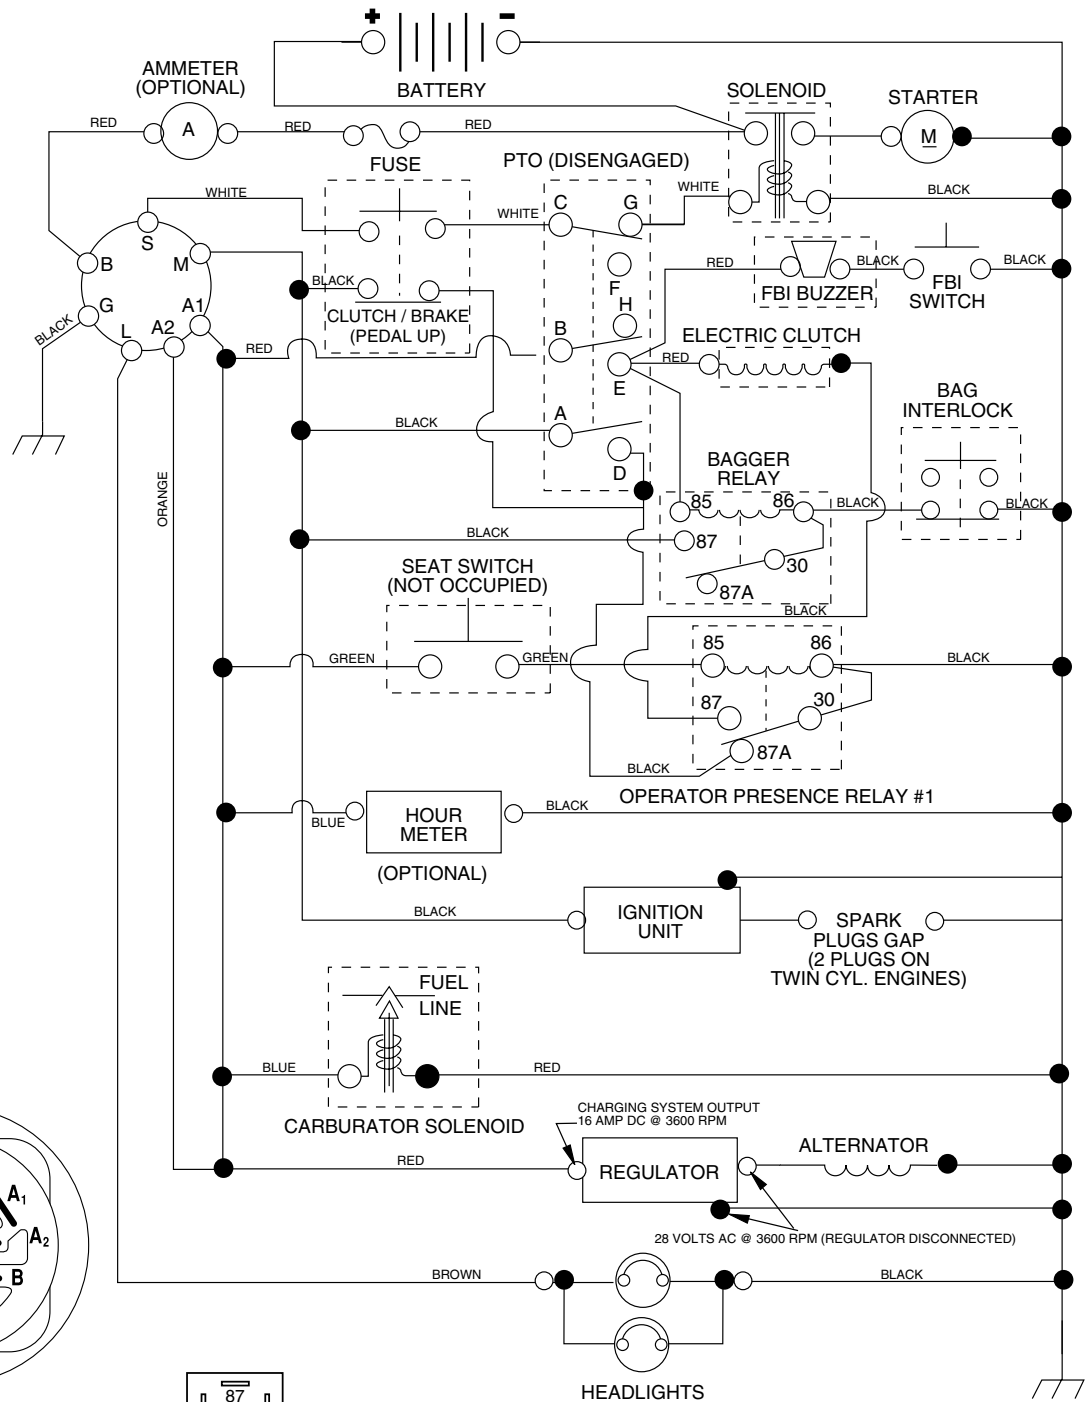 + -
BATTERY
AMMETER
(OPTIONAL)
SOLENOID
STARTER
RED
A
RED
RED
M
FUSE
PTO (DISENGAGED)
WHITE
WHITE
WHITE
BLACK
C
G
S
M
B
G
L
A2
A1
BLACK
BLACK
F
H
RED
BLACK
BLACK
FBI BUZZER
FBI
SWITCH
CLUTCH / BRAKE
(PEDAL UP)
RED
B
E
RED
ELECTRIC CLUTCH
BAG
INTERLOCK
BLACK
A
D
ORANGE
BAGGER
RELAY
85
86
BLACK
BLACK
BLACK
87
30
87A
SEAT SWITCH
(NOT OCCUPIED)
BLACK
GREEN
GREEN
85
86
BLACK
87
30
87A
BLACK
OPERATOR PRESENCE RELAY #1
BLUE
HOUR
METER
BLACK
(OPTIONAL)
BLACK
IGNITION
UNIT
SPARK
PLUGS GAP
(2 PLUGS ON
TWIN CYL. ENGINES)
FUEL
LINE
BLUE
RED
CARBURATOR SOLENOID
CHARGING SYSTEM OUTPUT
16 AMP DC @ 3600 RPM
RED
REGULATOR
ALTERNATOR
28 VOLTS AC @ 3600 RPM (REGULATOR DISCONNECTED)
A1
A2
B
BROWN
BLACK
HEADLIGHTS
87